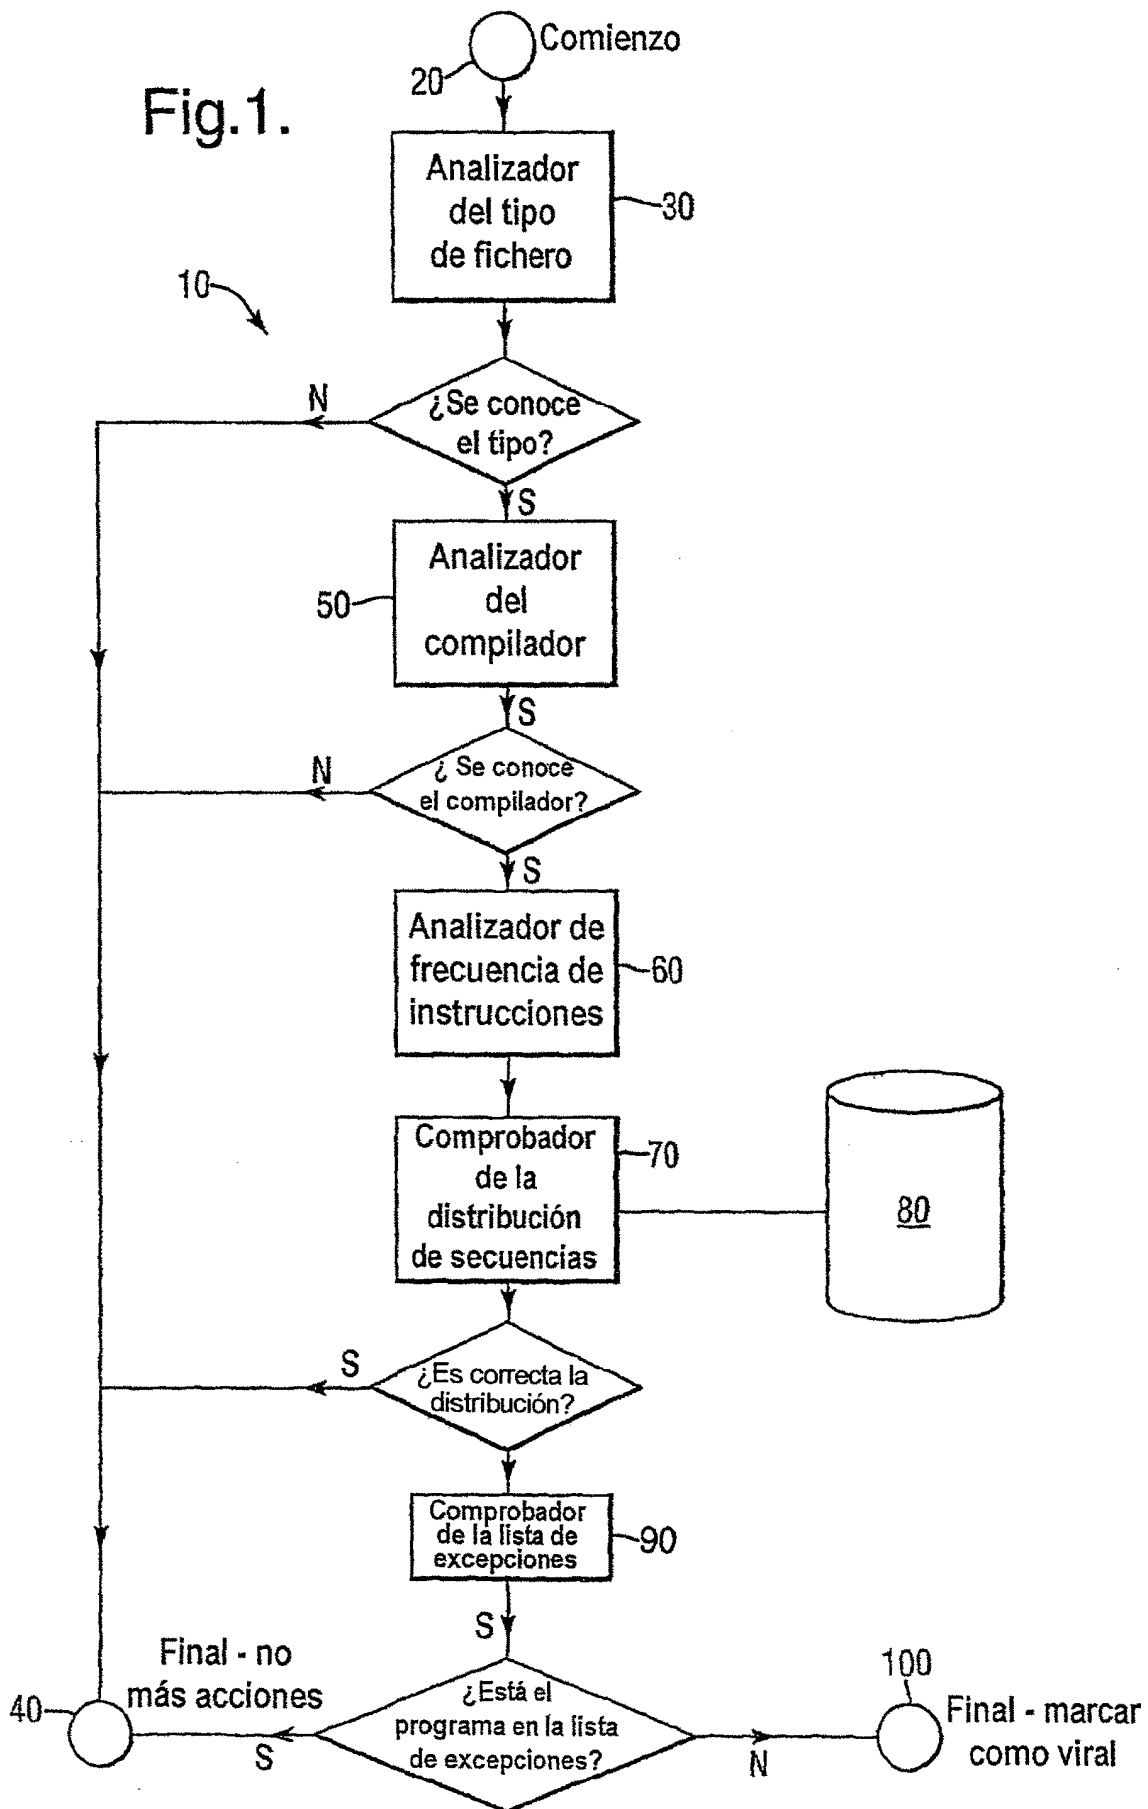 Comienzo
20
Fig.1.
Analizador
del tipo
de fichero
30
10
N
¿Se conoce
el tipo?
S
Analizador
del
compilador
50
S
N
¿ Se conoce
el compilador?
S
Analizador de
frecuencia de
instrucciones
60
Comprobador
de la
distribución
de secuencias
70
80
S
¿Es correcta la
distribución?
Comprobador
de la lista de
excepciones
90
S
Final - no
más acciones
40
S
¿Está el
programa en la lista
de excepciones?
N
100
Final - marcar
como viral